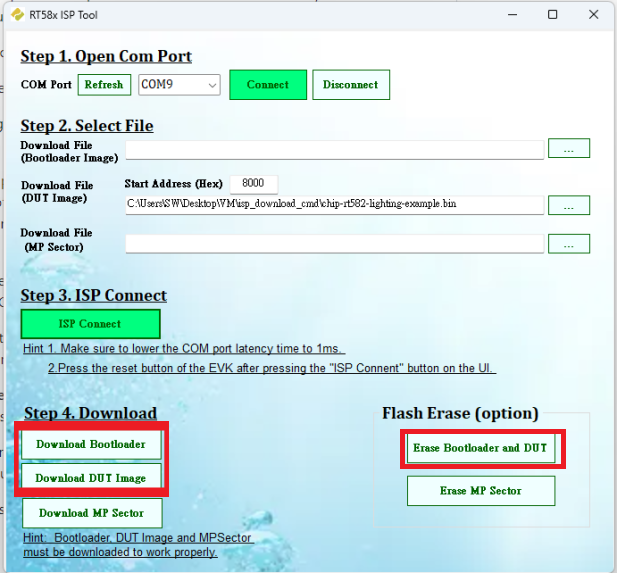 RT58x ISP Tool
Step 1. Open Com Port
COM Port Refresh COM9 Connect Disconnect
Step 2. Select File
Download File
(Bootloader Image) ...
Download File Start Address (Hex) 8000
(DUT Image) C:\Users\SW\Desktop\VM\isp_download_cmd\chip-rt582-lighting-example.bin ...
Download File
(MP Sector) ...
Step 3. ISP Connect
ISP Connect
Hint 1. Make sure to lower the COM port latency time to 1ms.
2.Press the reset button of the EVK after pressing the "ISP Connent" button on the UI.
Step 4. Download Flash Erase (option)
Download Bootloader Erase Bootloader and DUT
Download DUT Image
Erase MP Sector
Download MP Sector
Hint: Bootloader, DUT Image and MPSector
must be downloaded to work properly.